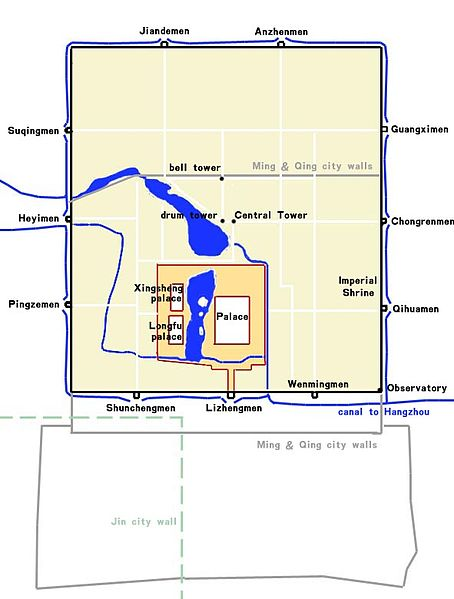 Jiandemen
Anzhenmen
Suqingmen
Guangximen
bell tower
Ming & Qing city walls
Heyimen
drum tower
Central Tower
Chongrenmen
Imperial
Shrine
Xingsheng
palace
Pingzemen
Qihuamen
Palace
Longfu
palace
Wenmingmen
Observatory
Shunchengmen
Lizhengmen
canal to Hangzhou
Ming & Qing city walls
Jin city wall